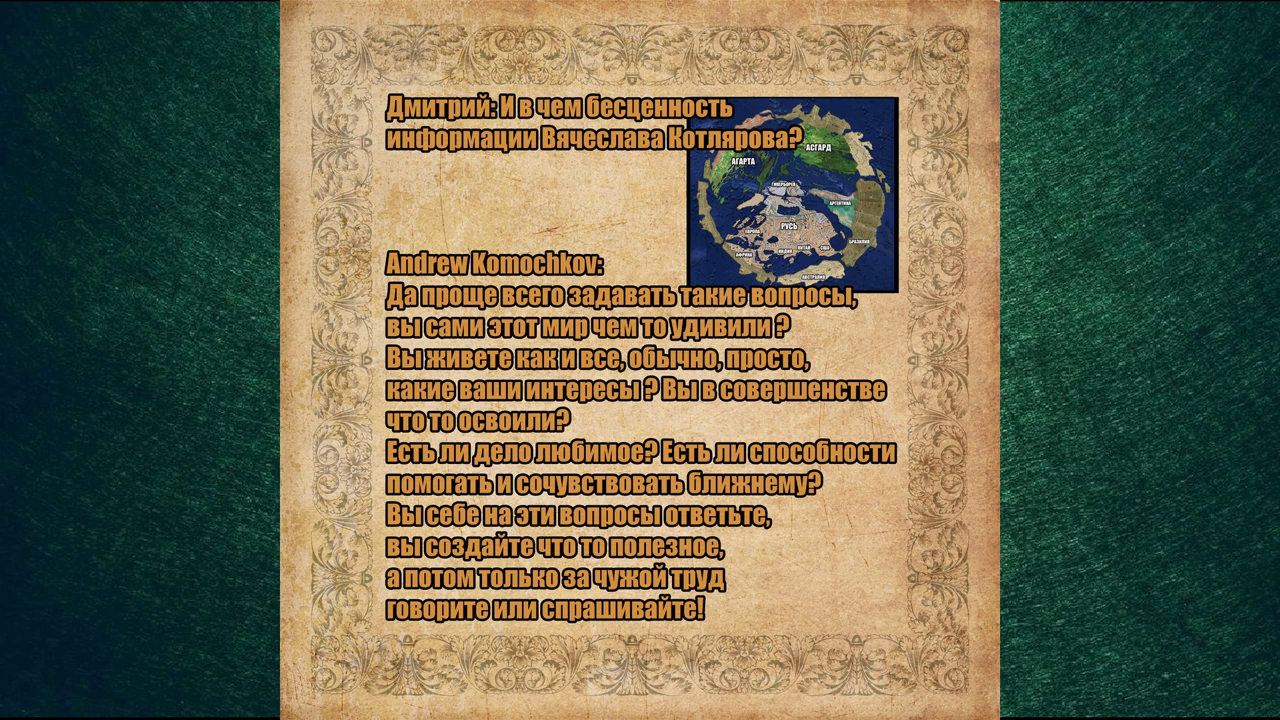 Дмитрий: И в чем бесценность
информации Вячеслава Котлярова?
АСГАРД
АГАРТА
ГИПЕРБОРЕЯ
АРГЕНТИНА
РУСЬ
ЕВРОПА
БРАЗИЛИЯ
КИТАЙ
США
ИНДИЯ
АФРИКА
АВСТРАЛИЯ
Andrew Komochkov:
Да проще всего задавать такие вопросы,
вы сами этот мир чем то удивили ?
Вы живете как и все, обычно, просто,
какие ваши интересы ? Вы в совершенстве
что то освоили?
Есть ли дело любимое? Есть ли способности
помогать и сочувствовать ближнему?
Вы себе на эти вопросы ответьте,
вы создайте что то полезное,
а потом только за чужой труд
говорите или спрашивайте!